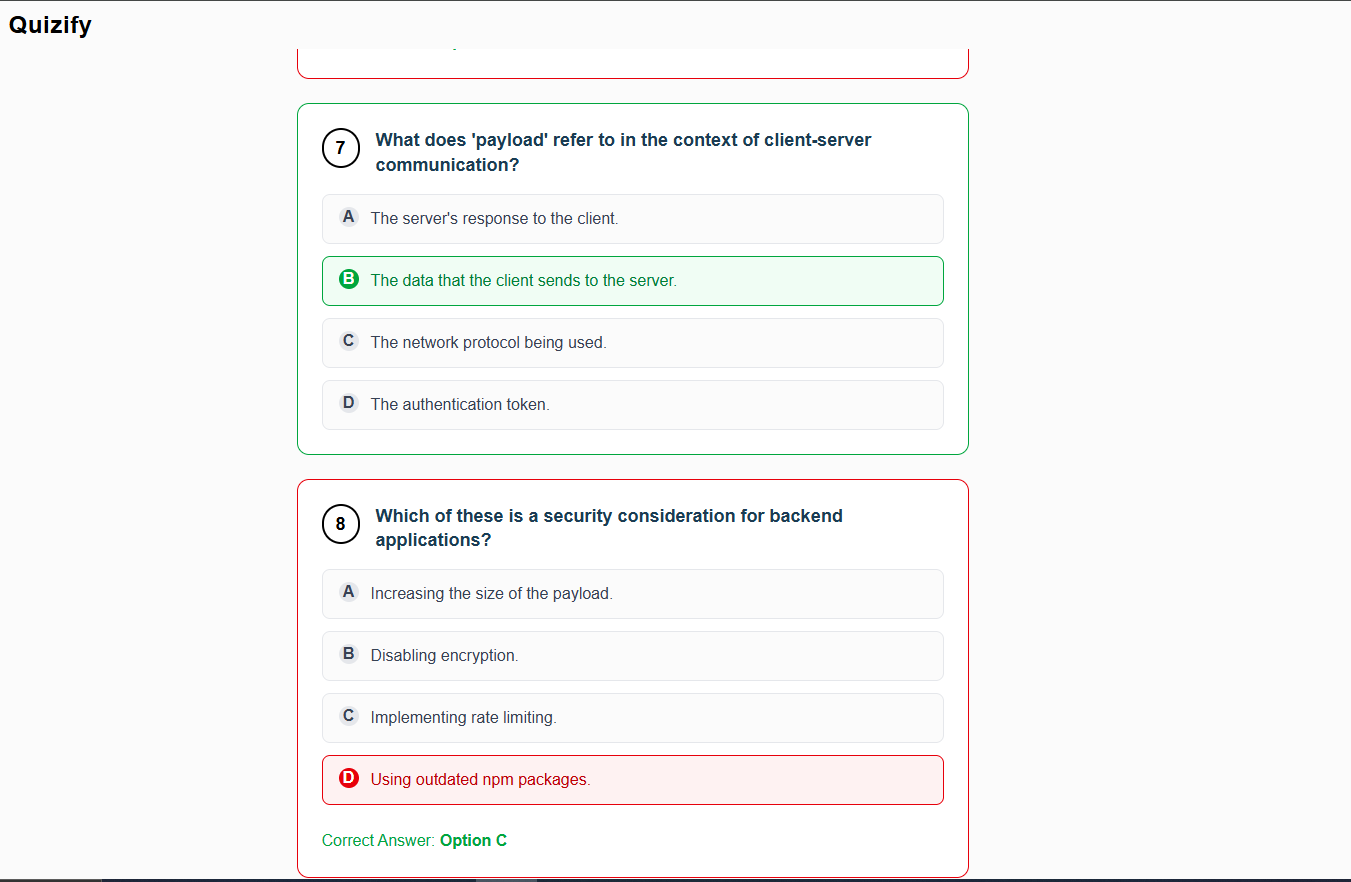 Quizify
7
What does 'payload' refer to in the context of client-server
communication?
A
The server's response to the client.
B
The data that the client sends to the server.
C
The network protocol being used.
D
The authentication token.
8
Which of these is a security consideration for backend
applications?
A
Increasing the size of the payload.
B
Disabling encryption.
C
Implementing rate limiting.
D
Using outdated npm packages.
Correct Answer: Option C